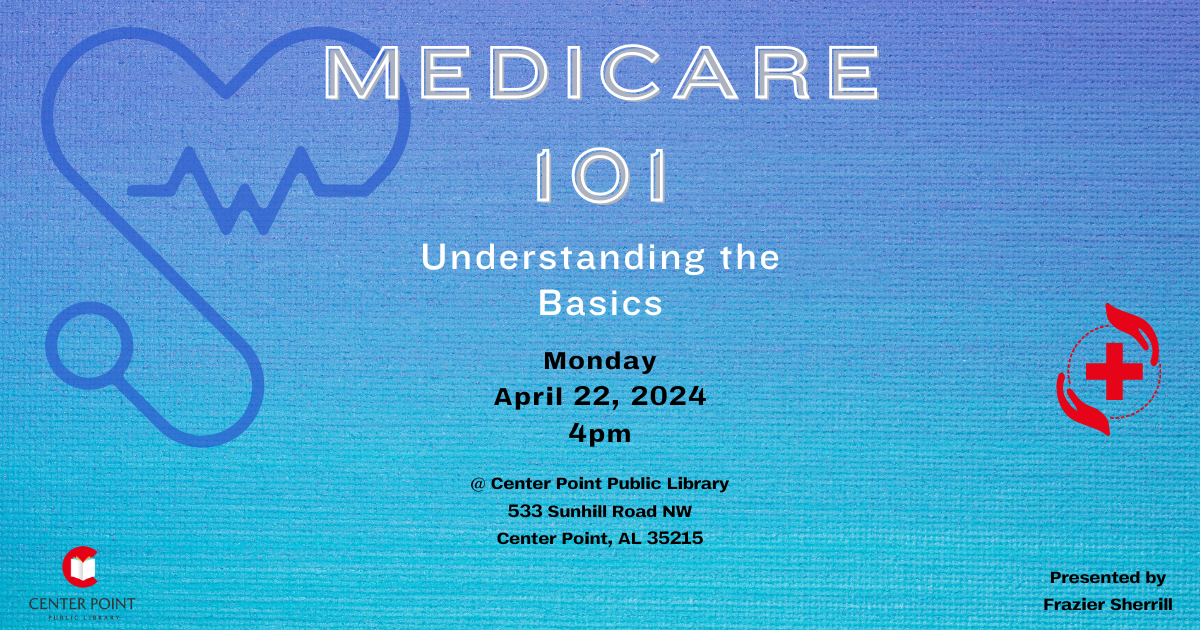 MEDICARE
101
Understanding the
Basics
Monday
April 22, 2024
4pm
@ Center Point Public Library
533 Sunhill Road NW
Center Point, AL 35215
CENTER POINT
PUBLIC LIBRARY
Presented by
Frazier Sherrill